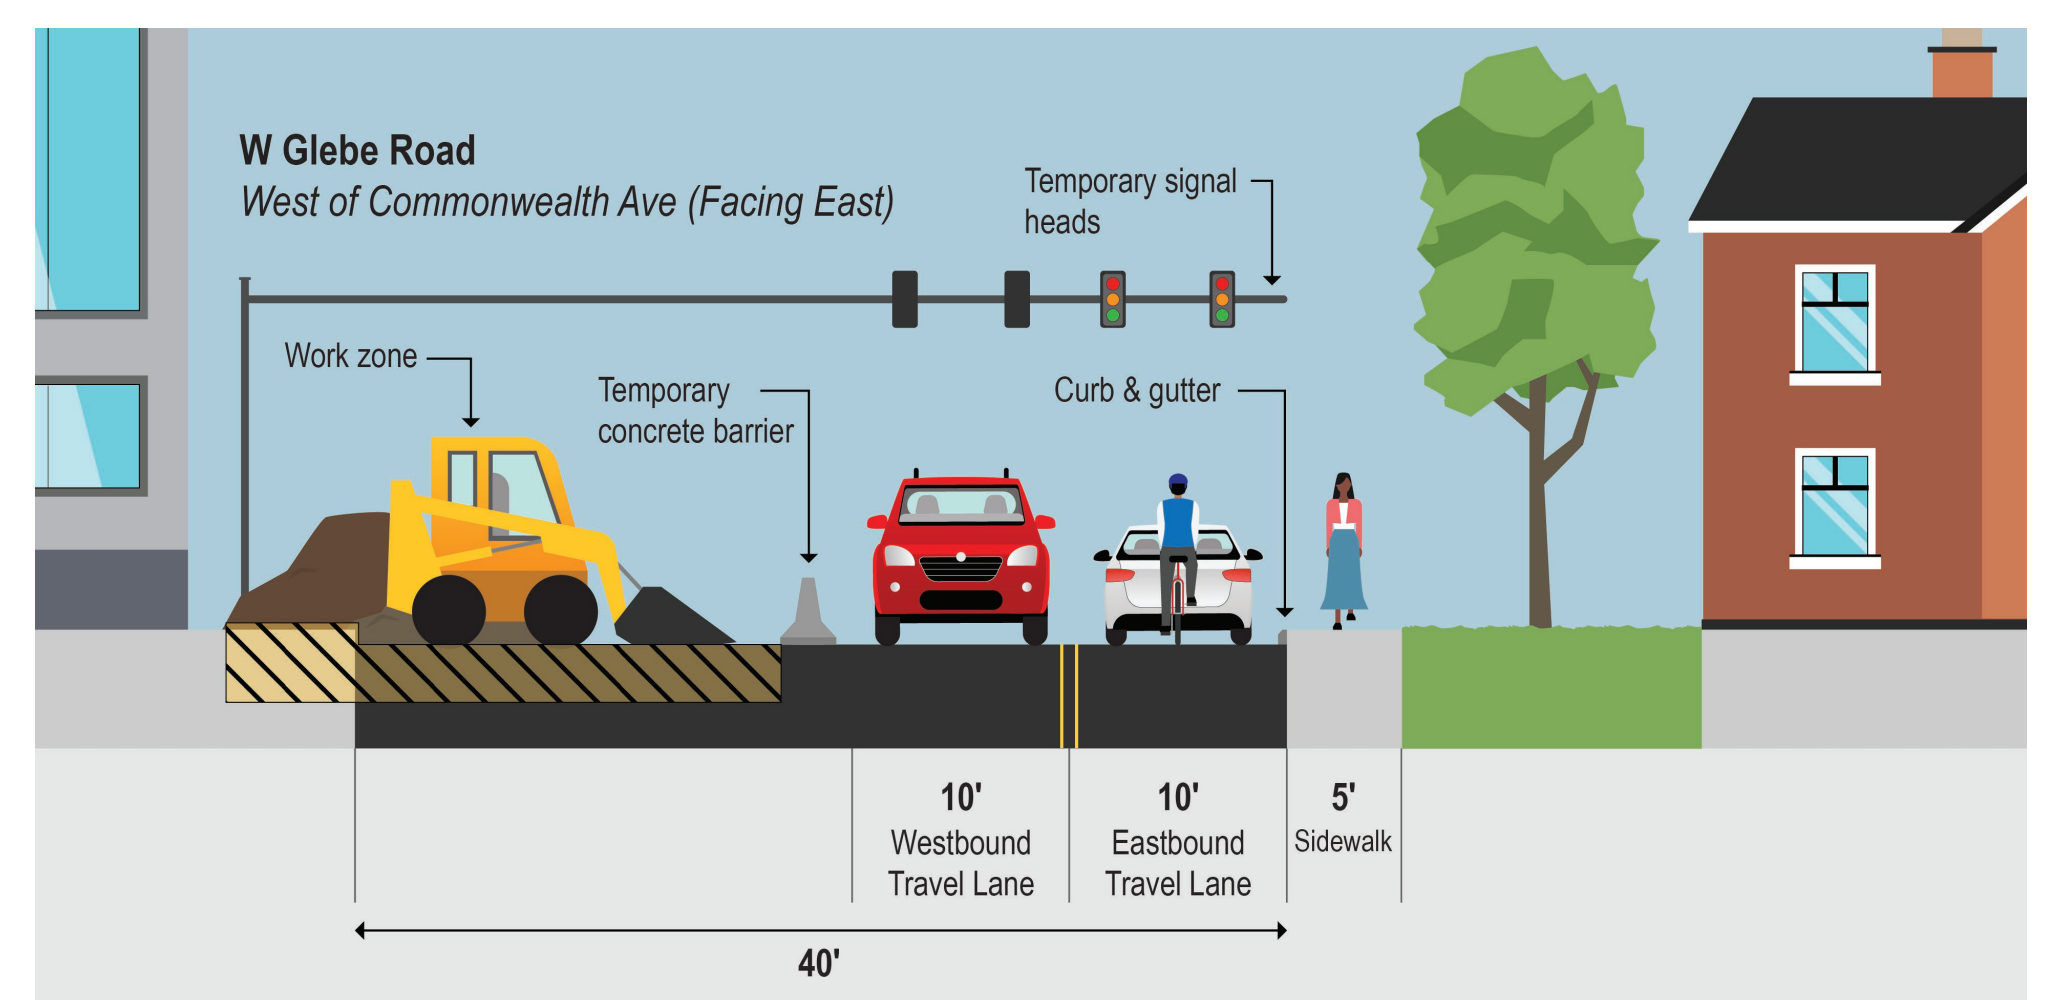 W Glebe Road
West of Commonwealth Ave (Facing East)
Temporary signal
heads
Work zone
Temporary
concrete barrier
Curb & gutter
10'
Westbound
Travel Lane
10'
Eastbound
Travel Lane
5'
Sidewalk
40'